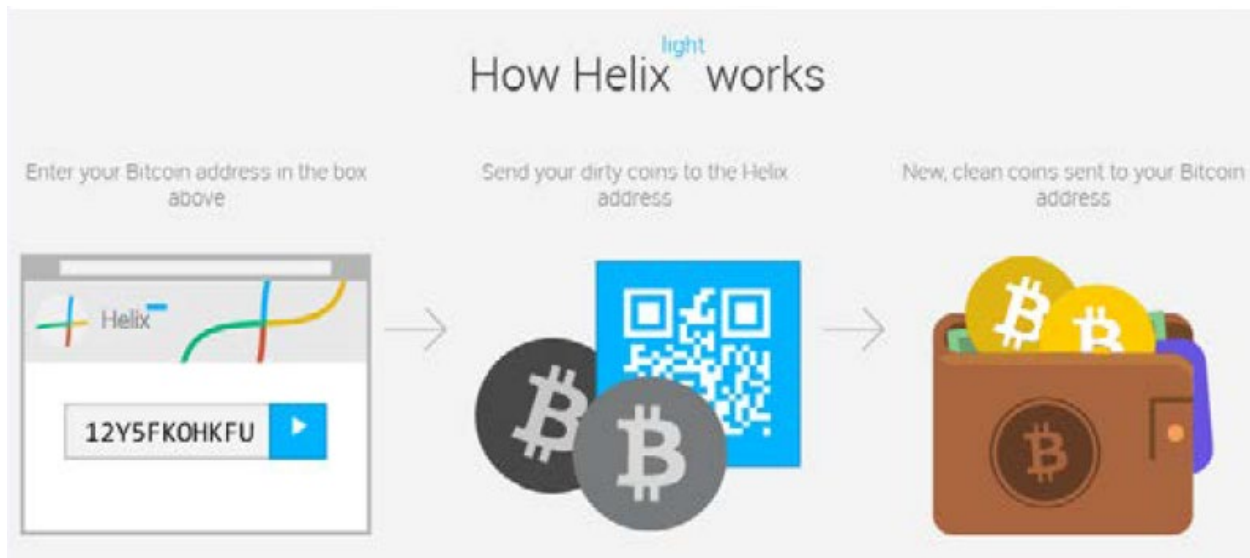 How Helix light works
Enter your Bitcoin address in the box
above
Send your dirty coins to the Helix
address
New, clean coins sent to your Bitcoin
address
Helix
12Y5FKOHKFU